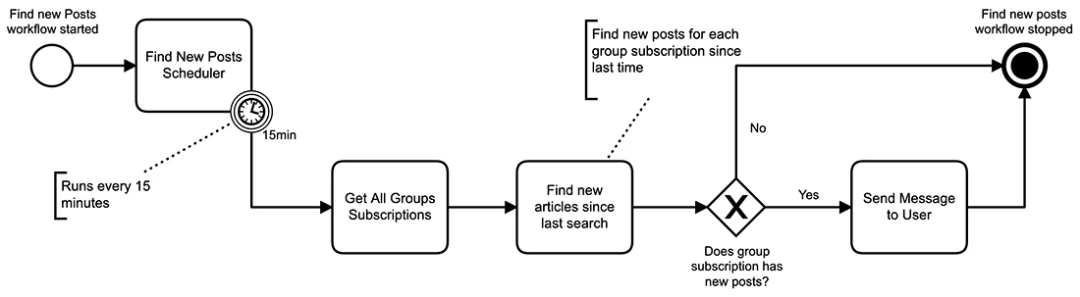 Find new Posts
workflow started
Find New Posts
Scheduler
15min
Runs every 15
minutes
Get All Groups
Subscriptions
Find new
articles since
last search
Find new posts for each
group subscription since
last time
No
X
Yes
Does group
subscription has
new posts?
Send Message
to User
Find new posts
workflow stopped